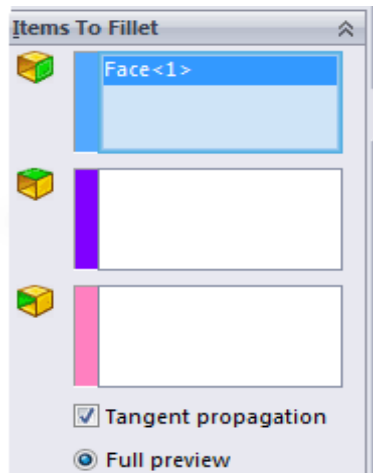 Items To Fillet
Face<1>
Tangent propagation
Full preview